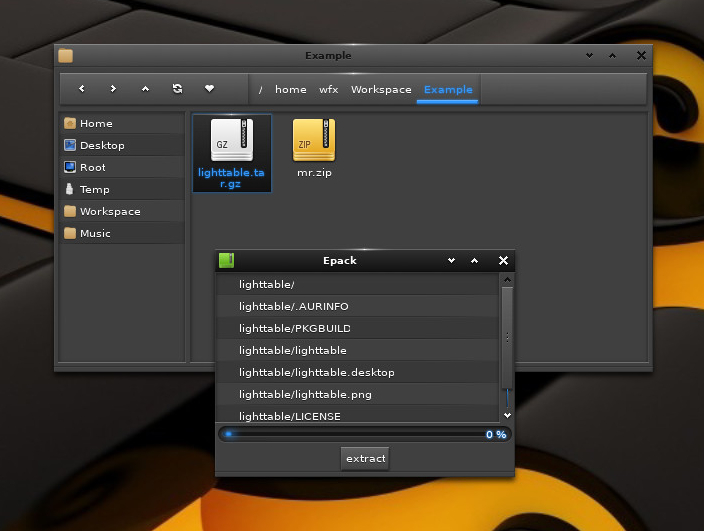 Example
/ home wfx Workspace Example
Home
Desktop
Root
Temp
Workspace
Music
GZ
lighttable.ta
r.gz
ZIP
mr.zip
Epack
lighttable/
lighttable/.AURINFO
lighttable/PKGBUILD
lighttable/lighttable
lighttable/lighttable.desktop
lighttable/lighttable.png
lighttable/LICENSE
0 %
extract